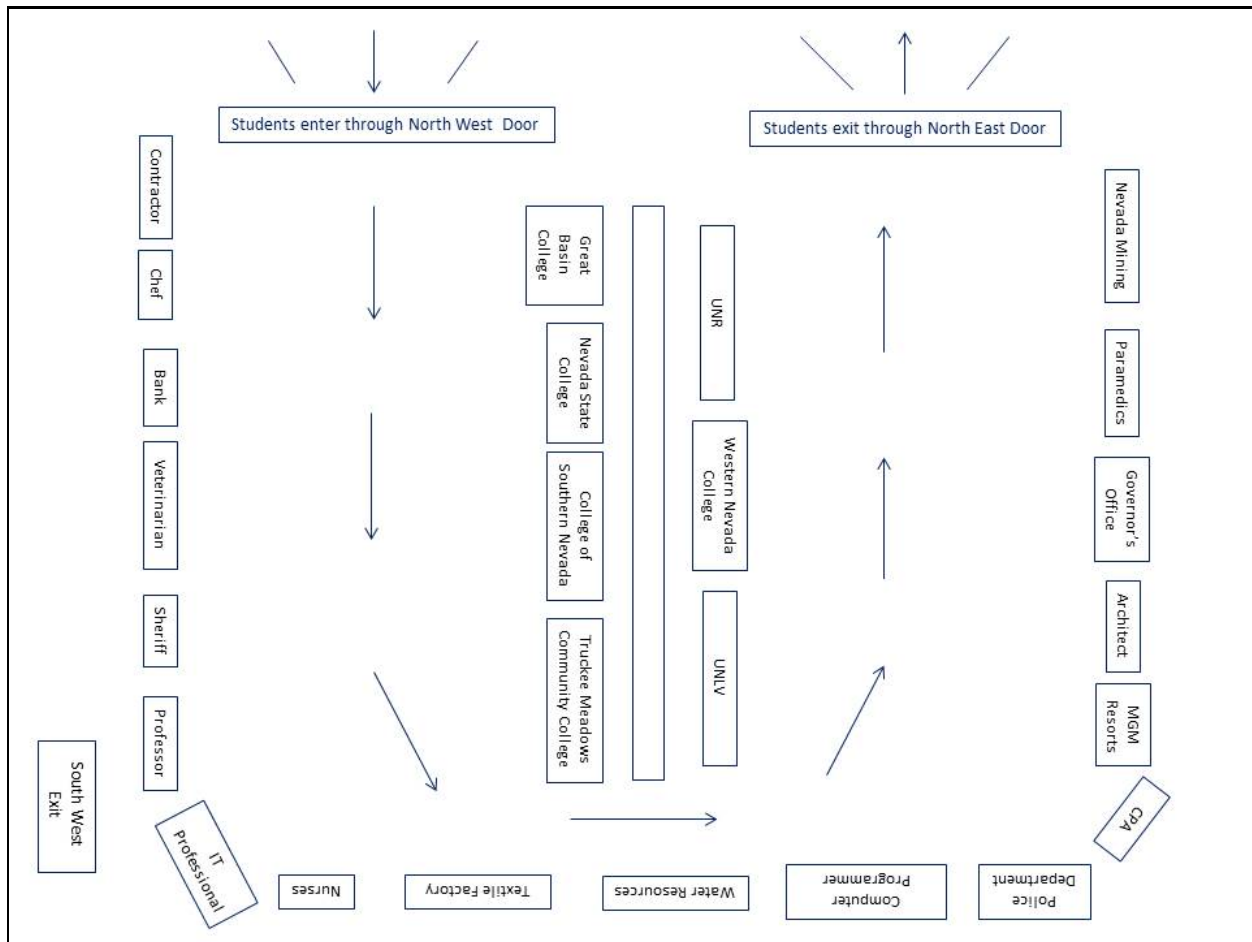 Students enter through North West  Door
Students exit through North East Door
Contractor
Chef
Bank
Veterinarian
Sheriff
Professor
South West
Exit
IT
Professional
Nurses
Textile Factory
Water Resources
Computer
Programmer
Police
Department
CPA
MGM
Resorts
Architect
Governor's
Office
Paramedics
Nevada Mining
Great
Basin
College
Nevada State
College
College of
Southern Nevada
Truckee Meadows
Community College
UNR
Western Nevada
College
UNLV